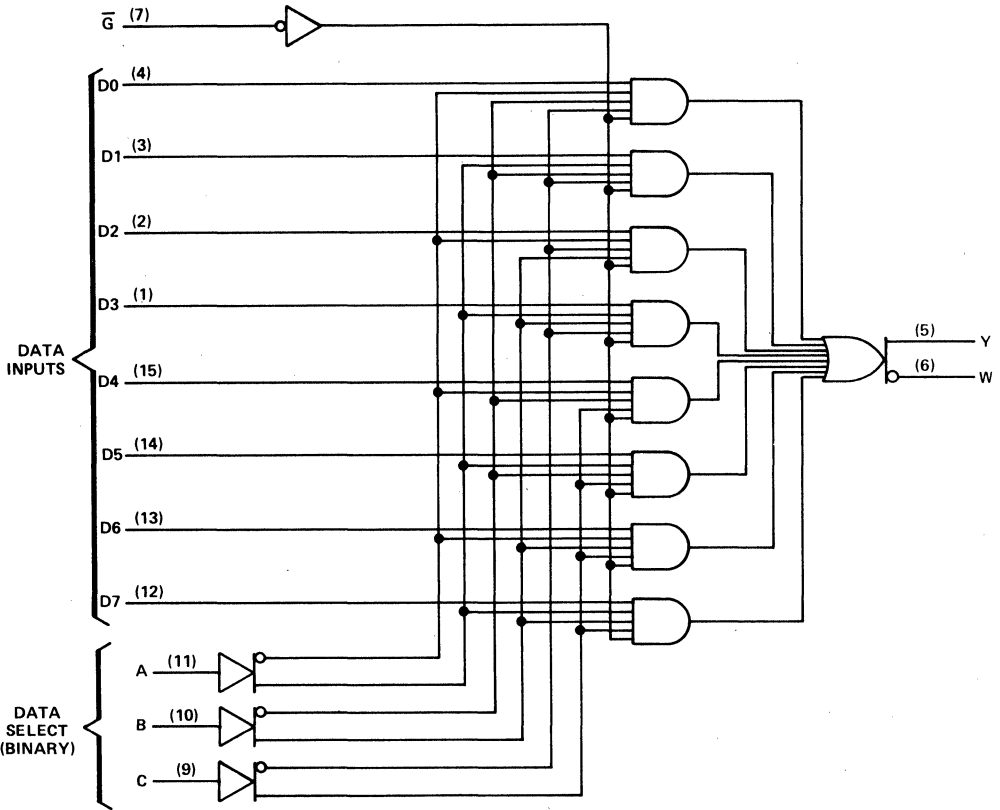 G̅ (7)
D0 (4)
D1 (3)
D2 (2)
D3 (1)
DATA
INPUTS
(5) Y
(6) W
D4 (15)
D5 (14)
D6 (13)
D7 (12)
A (11)
DATA
SELECT
(BINARY)
B (10)
C (9)